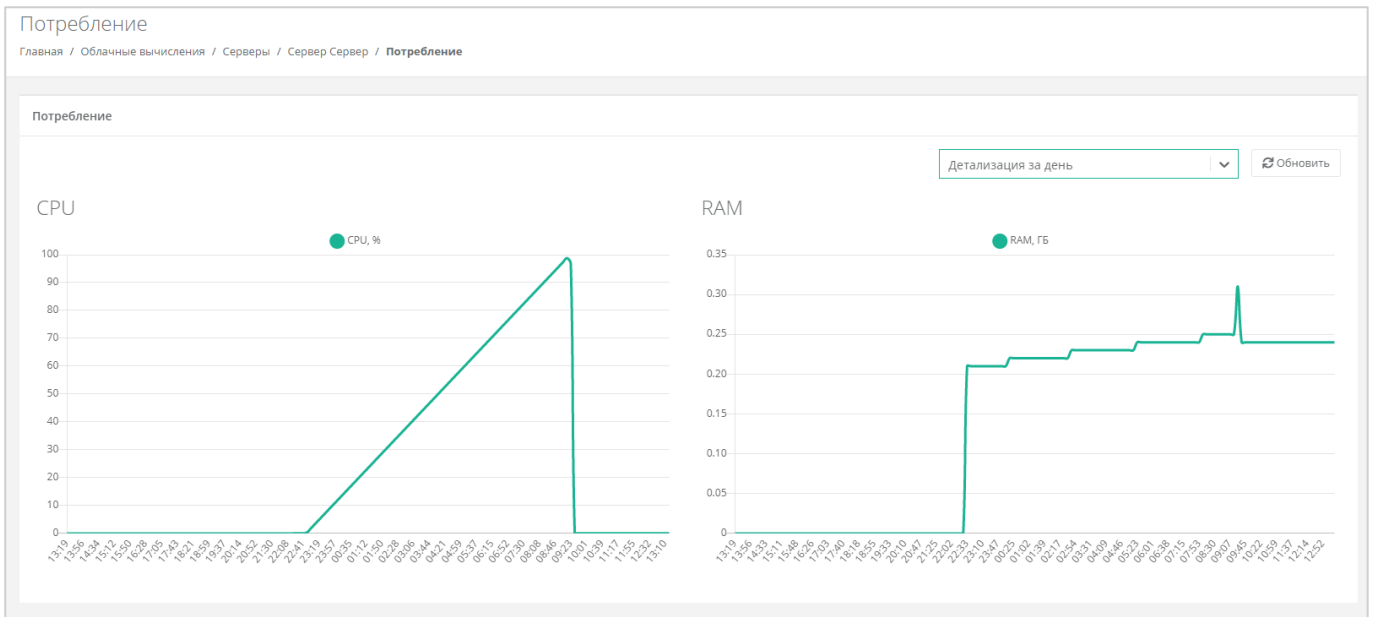 Потребление
Главная / Облачные вычисления / Серверы / Сервер Сервер / Потребление
Потребление
Детализация за день
Обновить
CPU
CPU, %
100
90
80
70
60
50
40
30
20
10
0
13:19 13:56 14:34 15:12 15:50 16:28 17:05 17:43 18:21 18:59 19:37 20:14 20:52 21:30 22:08 22:41 23:19 23:57 00:35 01:12 01:50 02:28 03:06 03:44 04:21 04:59 05:37 06:15 06:52 07:30 08:08 08:46 09:23 10:01 10:39 11:17 11:55 12:32 13:10
RAM
RAM, ГБ
0.35
0.30
0.25
0.20
0.15
0.10
0.05
0
13:19 13:56 14:33 15:11 15:48 16:26 17:03 17:40 18:18 18:55 19:33 20:10 20:47 21:25 22:02 22:33 23:10 23:47 00:25 01:02 01:39 02:17 02:54 03:31 04:09 04:46 05:23 06:01 06:38 07:15 07:53 08:30 09:07 09:45 10:22 10:59 11:37 12:14 12:52